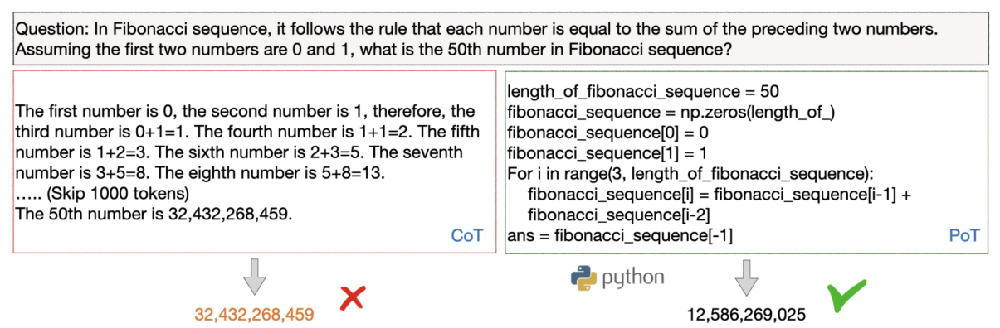 Question: In Fibonacci sequence, it follows the rule that each number is equal to the sum of the preceding two numbers.
Assuming the first two numbers are 0 and 1, what is the 50th number in Fibonacci sequence?
The first number is 0, the second number is 1, therefore, the
third number is 0+1=1. The fourth number is 1+1=2. The fifth
number is 1+2=3. The sixth number is 2+3=5. The seventh
number is 3+5=8. The eighth number is 5+8=13.
….. (Skip 1000 tokens)
The 50th number is 32,432,268,459.
CoT
32,432,268,459
length_of_fibonacci_sequence = 50
fibonacci_sequence = np.zeros(length_of_)
fibonacci_sequence[0] = 0
fibonacci_sequence[1] = 1
For i in range(3, length_of_fibonacci_sequence):
fibonacci_sequence[i] = fibonacci_sequence[i-1] +
fibonacci_sequence[i-2]
ans = fibonacci_sequence[-1]
PoT
python
12,586,269,025